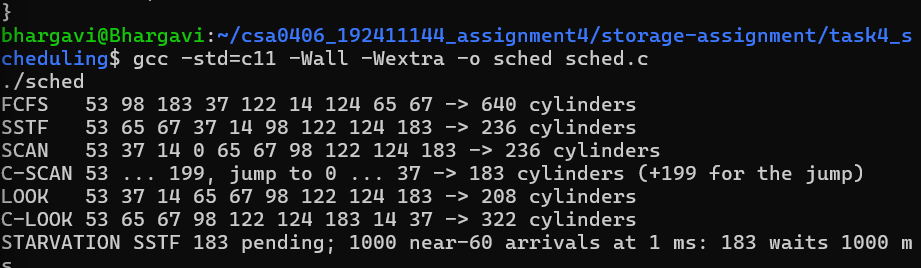 }
bhargavi@Bhargavi:~/csa0406_192411144_assignment4/storage-assignment/task4_s
cheduling$ gcc -std=c11 -Wall -Wextra -o sched sched.c
./sched
FCFS   53 98 183 37 122 14 124 65 67 -> 640 cylinders
SSTF   53 65 67 37 14 98 122 124 183 -> 236 cylinders
SCAN   53 37 14 0 65 67 98 122 124 183 -> 236 cylinders
C-SCAN 53 ... 199, jump to 0 ... 37 -> 183 cylinders (+199 for the jump)
LOOK   53 37 14 65 67 98 122 124 183 -> 208 cylinders
C-LOOK 53 65 67 98 122 124 183 14 37 -> 322 cylinders
STARVATION SSTF 183 pending; 1000 near-60 arrivals at 1 ms: 183 waits 1000 m
s